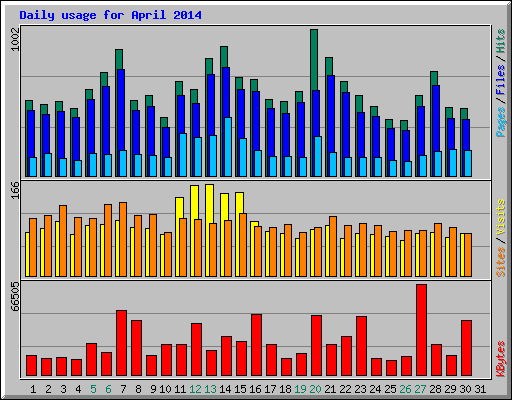 Daily usage for April 2014
1002
Pages / Files / Hits
166
Sites / Visits
66505
KBytes
1 2 3 4 5 6 7 8 9 10 11 12 13 14 15 16 17 18 19 20 21 22 23 24 25 26 27 28 29 30 31